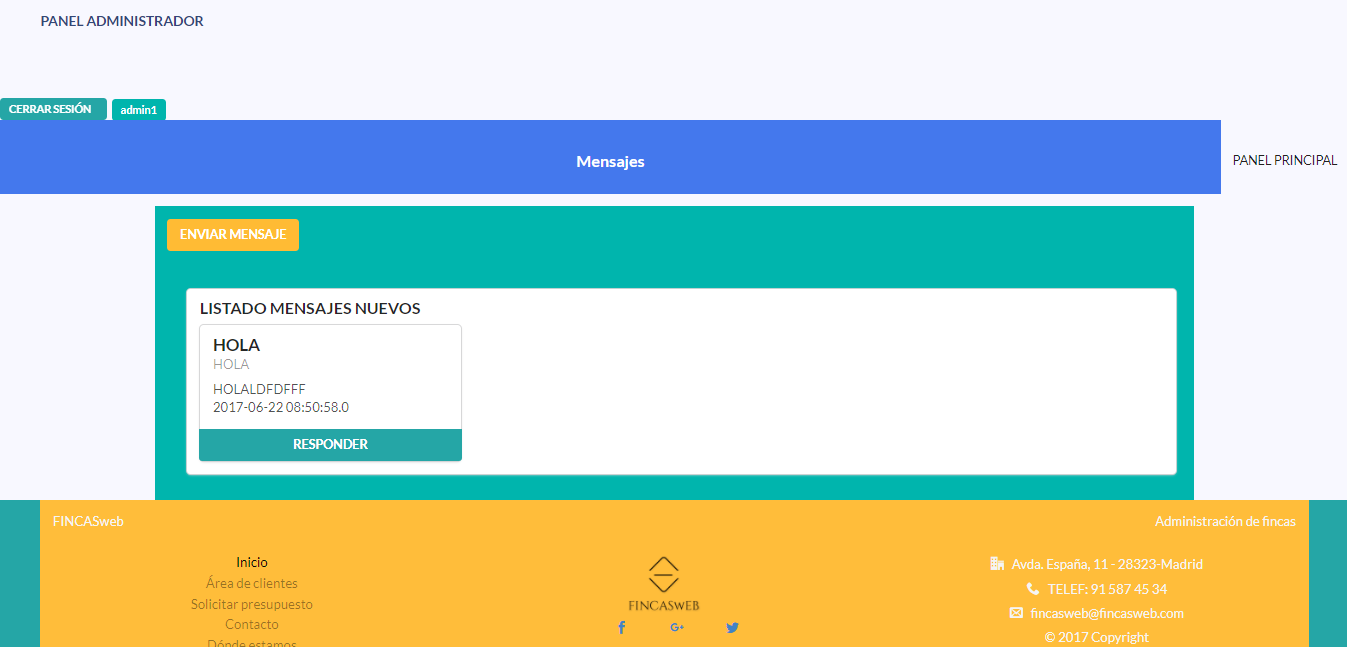 PANEL ADMINISTRADOR
CERRAR SESIÓN
admin1
Mensajes
PANEL PRINCIPAL
ENVIAR MENSAJE
LISTADO MENSAJES NUEVOS
HOLA
HOLA
HOLALDFDFFF
2017-06-22 08:50:58.0
RESPONDER
FINCASweb
Administración de fincas
Inicio
Área de clientes
Solicitar presupuesto
Contacto
Dónde estamos
FINCASWEB
G+
Avda. España, 11 - 28323-Madrid
TELEF: 91 587 45 34
fincasweb@fincasweb.com
© 2017 Copyright